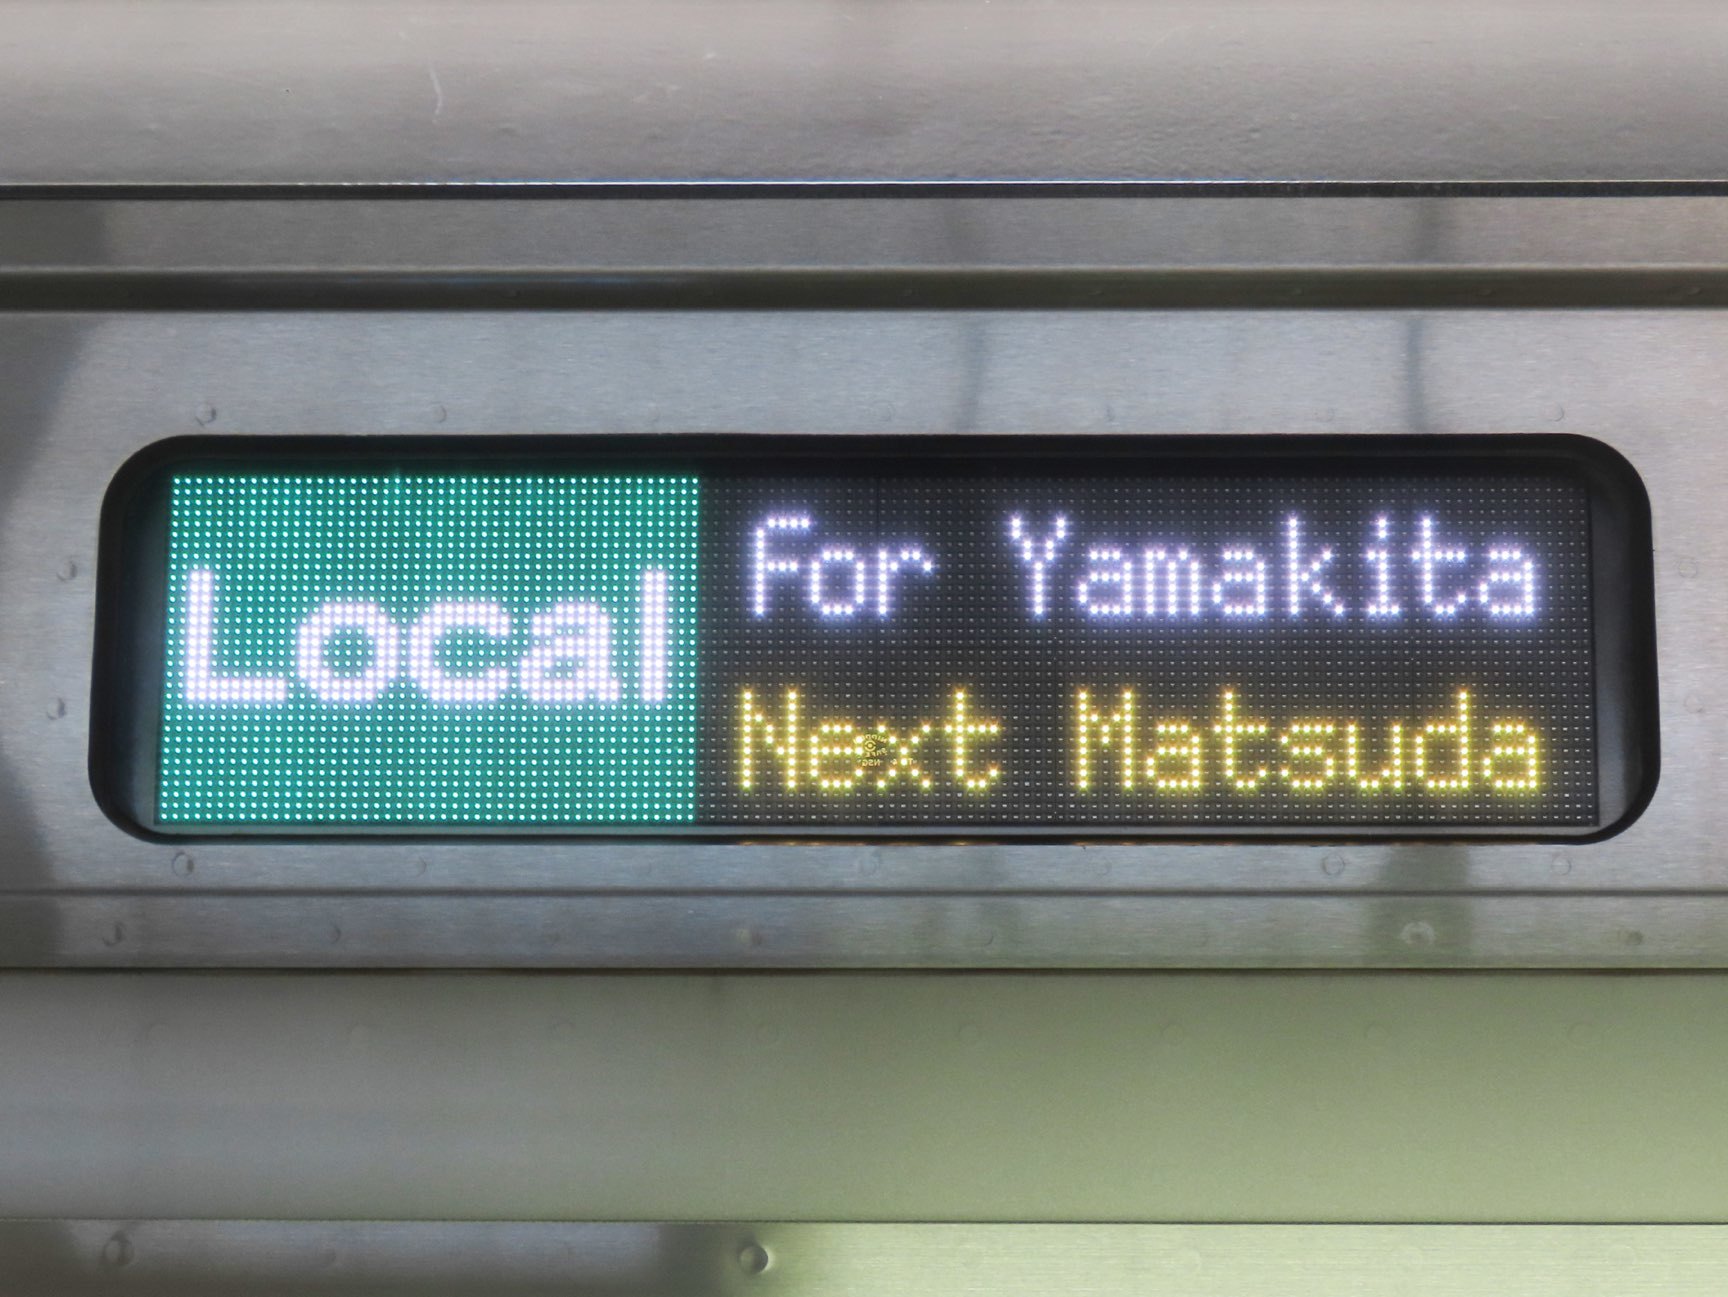 Local
For Yamakita
Next Matsuda